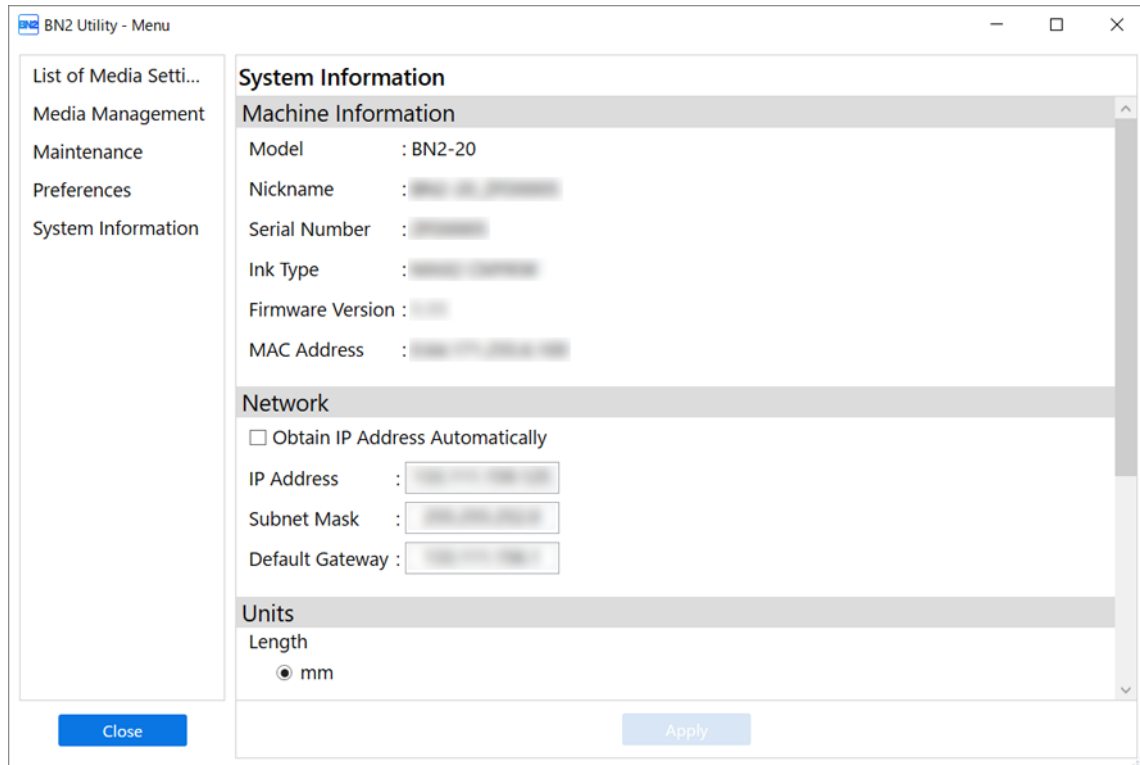 BN2 BN2 Utility - Menu
List of Media Setti...
Media Management
Maintenance
Preferences
System Information
Close
System Information
Machine Information
Model : BN2-20
Nickname :
Serial Number :
Ink Type :
Firmware Version :
MAC Address :
Network
Obtain IP Address Automatically
IP Address :
Subnet Mask :
Default Gateway :
Units
Length
mm
Apply